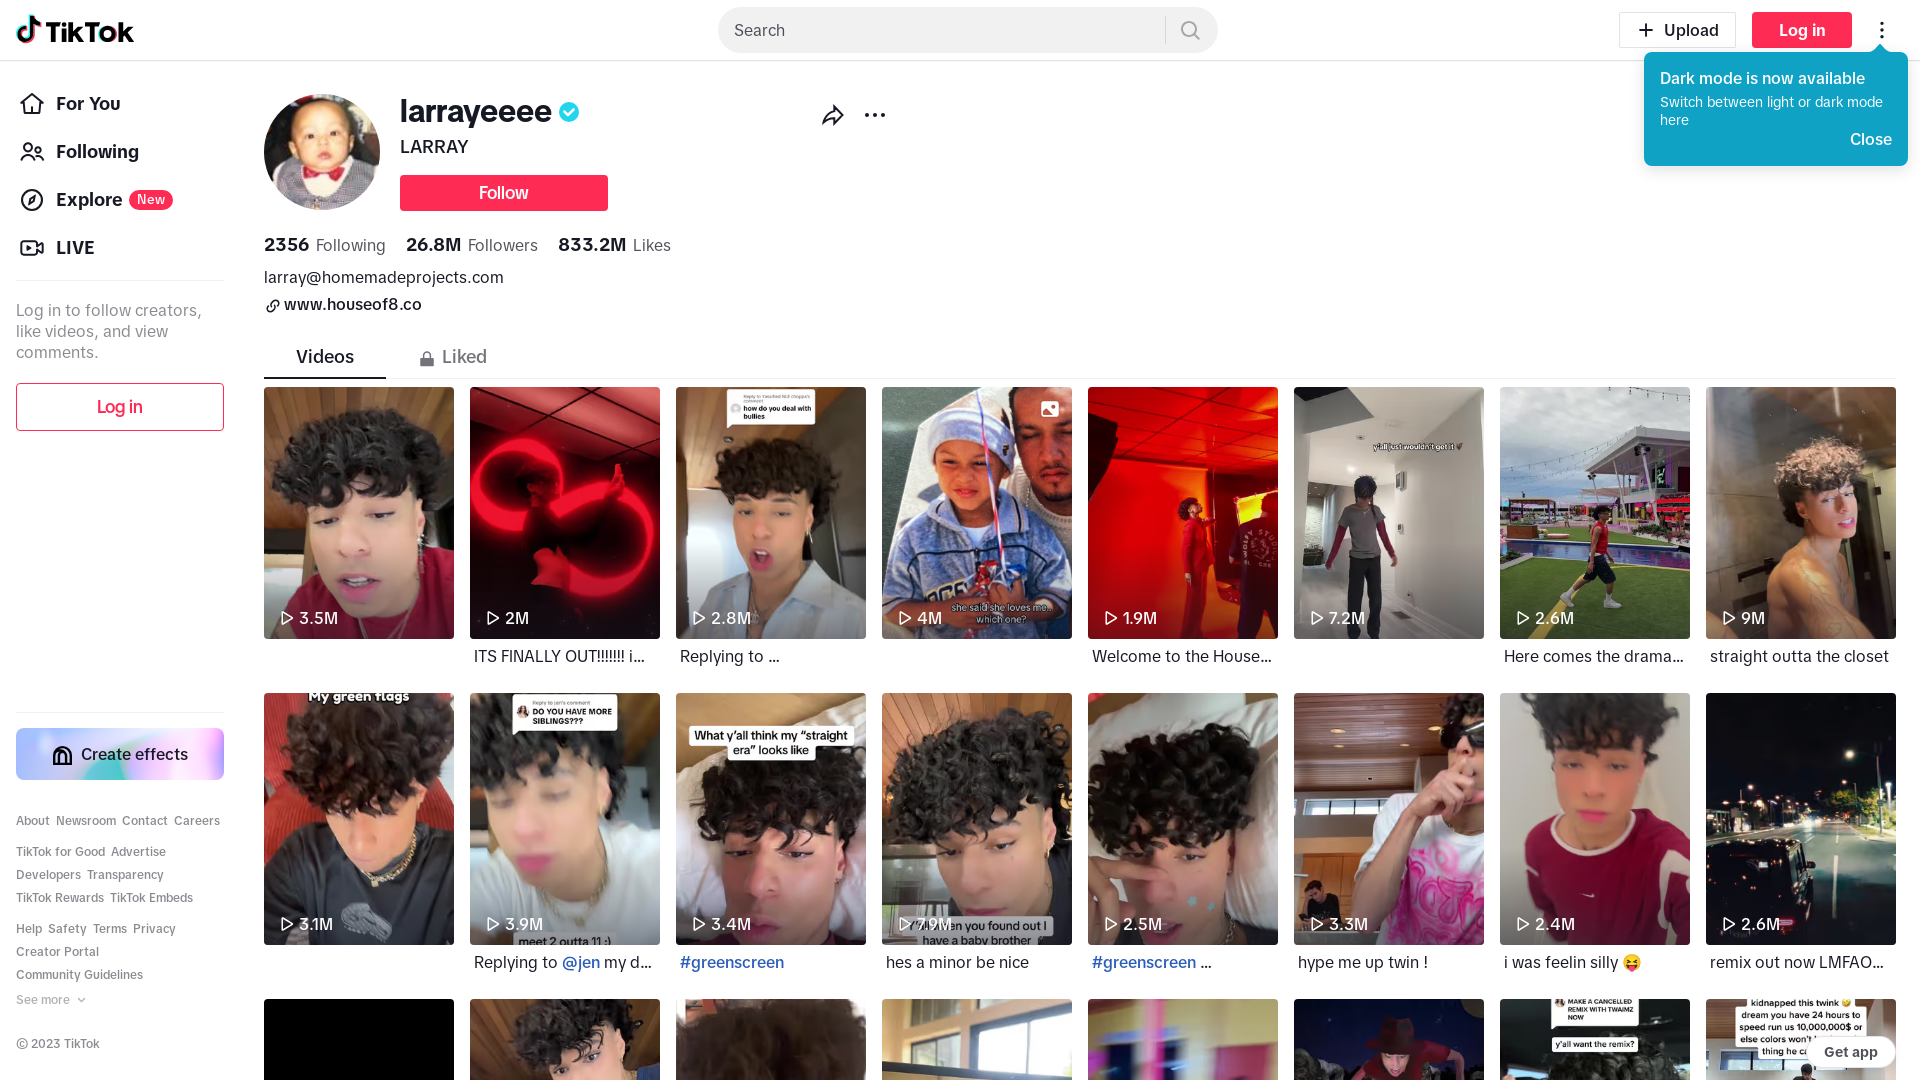 TikTok
Search
Upload
Log in
Dark mode is now available
Switch between light or dark mode
here
Close
For You
Following
Explore New
LIVE
Log in to follow creators,
like videos, and view
comments.
Log in
Create effects
About Newsroom Contact Careers
TikTok for Good Advertise
Developers Transparency
TikTok Rewards TikTok Embeds
Help Safety Terms Privacy
Creator Portal
Community Guidelines
See more
© 2023 TikTok
larrayeeee
LARRAY
Follow
2356 Following 26.8M Followers 833.2M Likes
larray@homemadeprojects.com
www.houseof8.co
Videos
Liked
3.5M
2M
ITS FINALLY OUT!!!!!!! i...
how do you deal with
bullies
2.8M
Replying to ...
she said she loves me..
which one?
4M
1.9M
Welcome to the House...
y'all just wouldn't get it
7.2M
2.6M
Here comes the drama...
9M
straight outta the closet
My green flags
3.1M
Reply to jen's comment
DO YOU HAVE MORE
SIBLINGS???
3.9M
meet 2 outta 11 :)
Replying to @jen my d...
What y'all think my "straight
era" looks like
3.4M
#greenscreen
7.9M
you found out I
have a baby brother
hes a minor be nice
2.5M
#greenscreen ...
3.3M
hype me up twin !
2.4M
i was feelin silly 😝
2.6M
remix out now LMFAO...
MAKE A CANCELLED
REMIX WITH TWAIMZ
NOW
y'all want the remix?
kidnapped this twink 🤣
dream you have 24 hours to
speed run us 10,000,000$ or
else colors won't
thing he ca
Get app